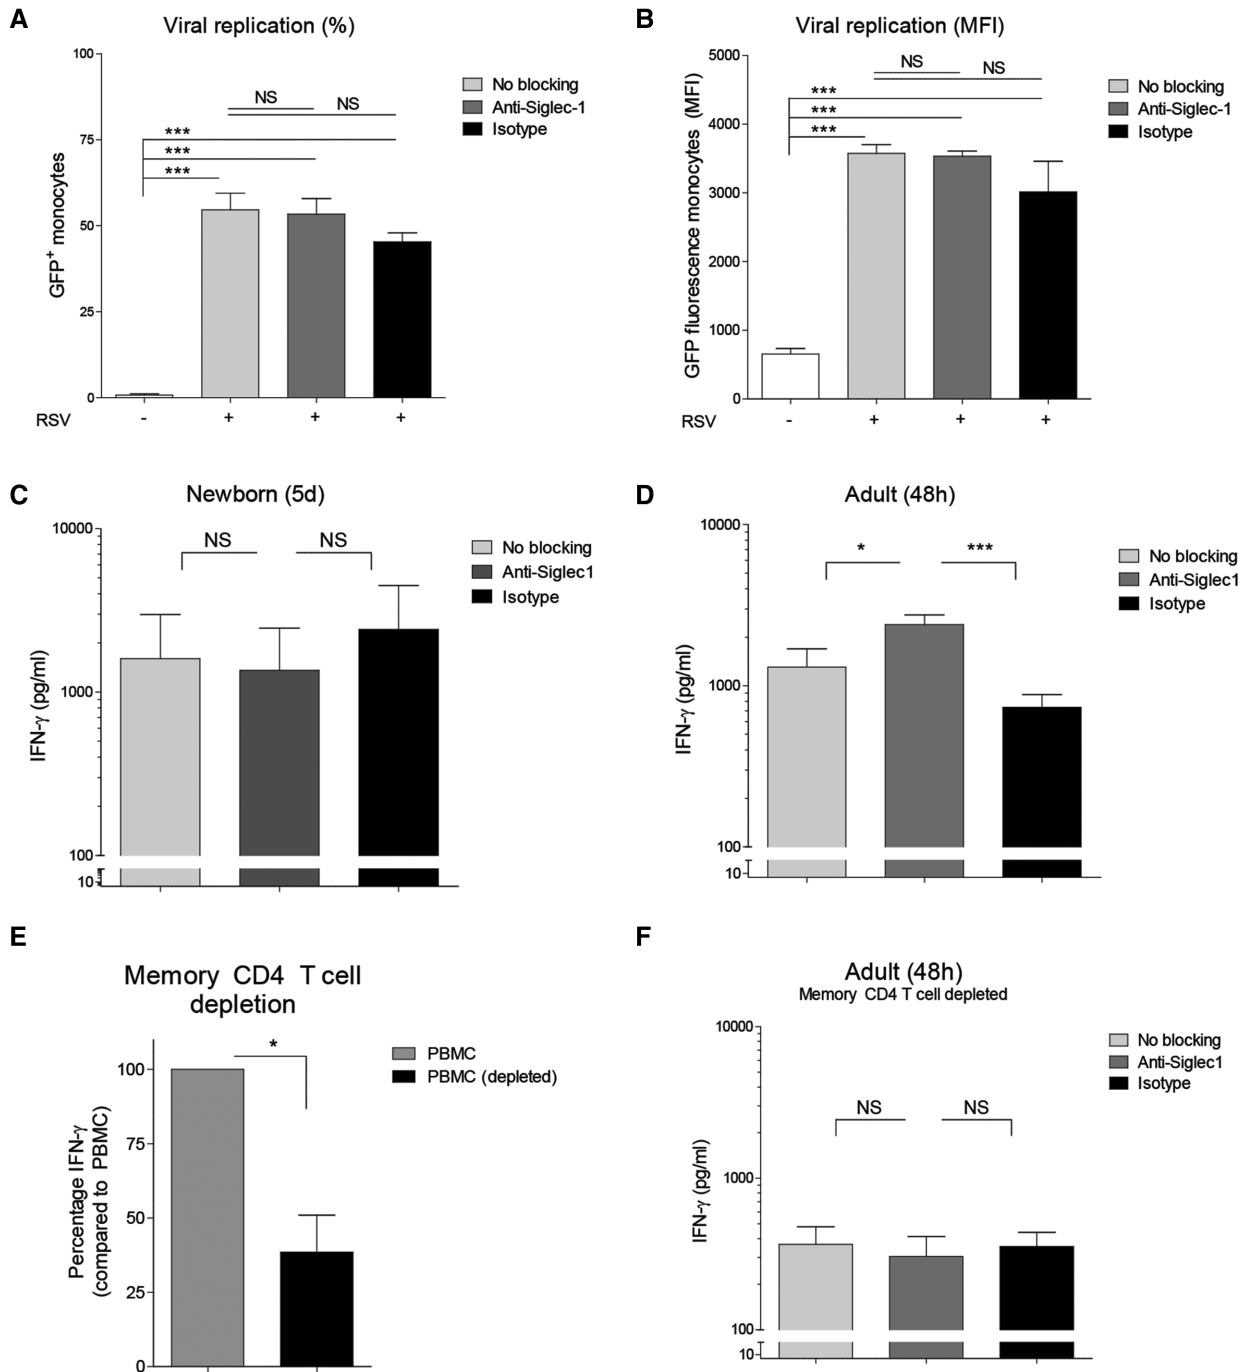 A
Viral replication (%)
GFP+ monocytes
100
75
50
25
0
NS
NS
***
***
***
No blocking
Anti-Siglec-1
Isotype
RSV
-
+
+
+
B
Viral replication (MFI)
GFP fluorescence monocytes (MFI)
5000
4000
3000
2000
1000
0
NS
NS
***
***
***
No blocking
Anti-Siglec-1
Isotype
RSV
-
+
+
+
C
Newborn (5d)
IFN-γ (pg/ml)
10000
1000
100
10
NS
NS
No blocking
Anti-Siglec1
Isotype
D
Adult (48h)
IFN-γ (pg/ml)
10000
1000
100
10
*
***
No blocking
Anti-Siglec1
Isotype
E
Memory CD4 T cell
depletion
Percentage IFN-γ
(compared to PBMC)
100
75
50
25
0
*
PBMC
PBMC (depleted)
F
Adult (48h)
Memory CD4 T cell depleted
IFN-γ (pg/ml)
10000
1000
100
10
NS
NS
No blocking
Anti-Siglec1
Isotype